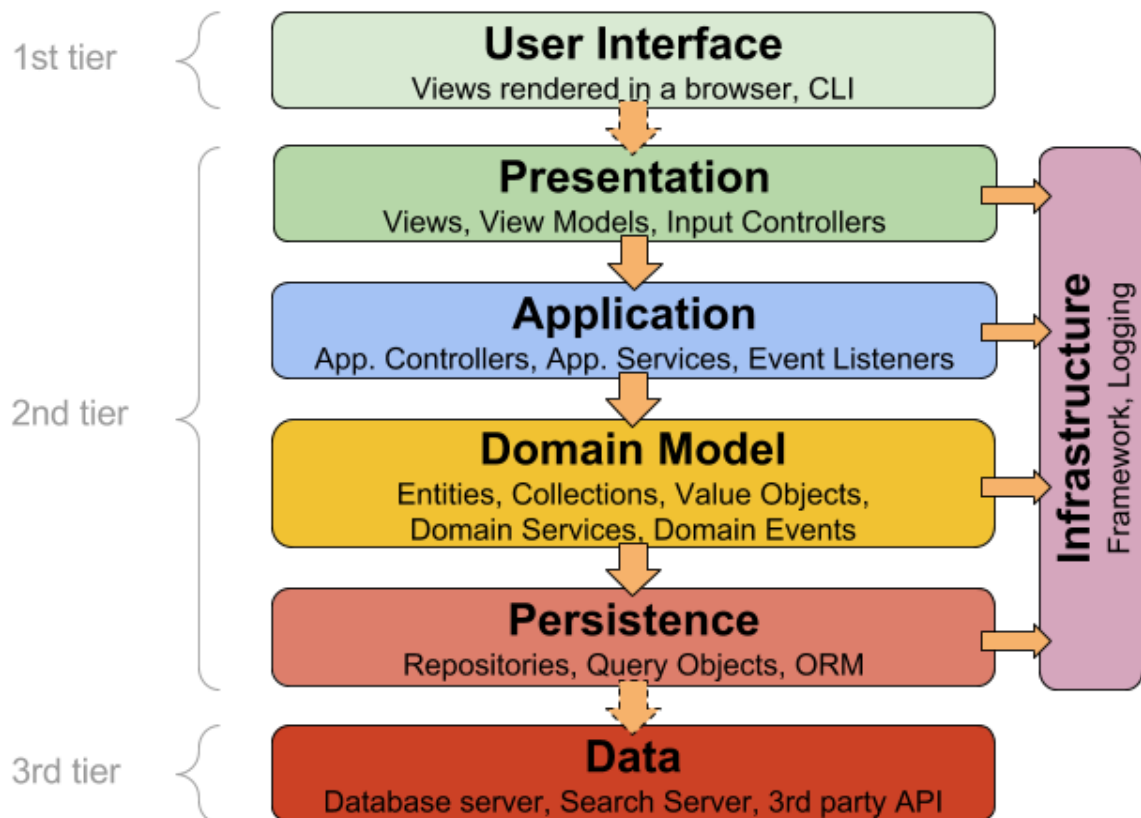 1st tier
User Interface
Views rendered in a browser, CLI
2nd tier
Presentation
Views, View Models, Input Controllers
Application
App. Controllers, App. Services, Event Listeners
Domain Model
Entities, Collections, Value Objects,
Domain Services, Domain Events
Persistence
Repositories, Query Objects, ORM
Infrastructure
Framework, Logging
3rd tier
Data
Database server, Search Server, 3rd party API